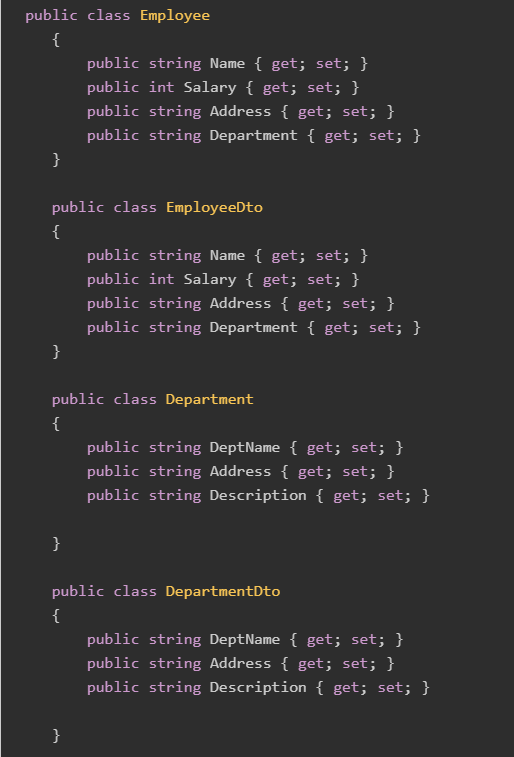 public class Employee
{
public string Name { get; set; }
public int Salary { get; set; }
public string Address { get; set; }
public string Department { get; set; }
}
public class EmployeeDto
{
public string Name { get; set; }
public int Salary { get; set; }
public string Address { get; set; }
public string Department { get; set; }
}
public class Department
{
public string DeptName { get; set; }
public string Address { get; set; }
public string Description { get; set; }
}
public class DepartmentDto
{
public string DeptName { get; set; }
public string Address { get; set; }
public string Description { get; set; }
}